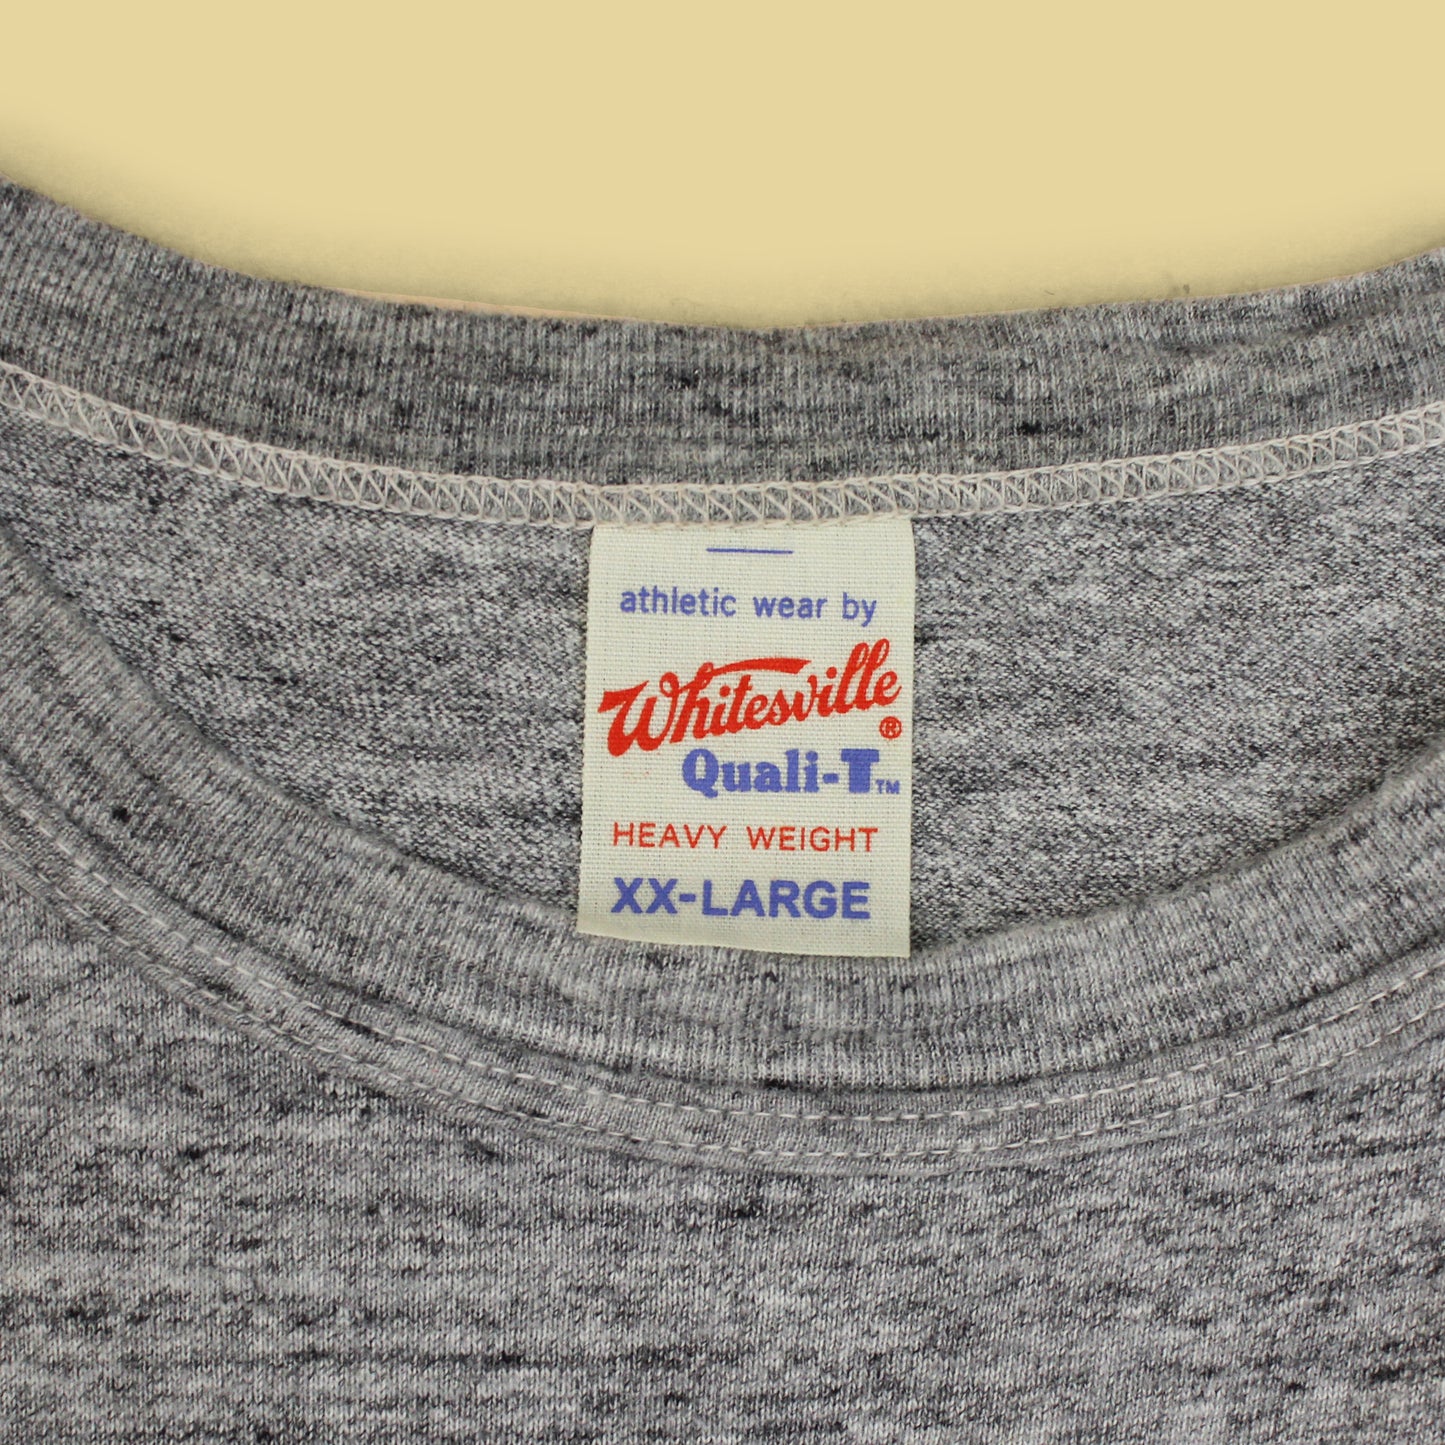 athletic wear by
Whitesville®
Quali-T™
HEAVY WEIGHT
XX-LARGE